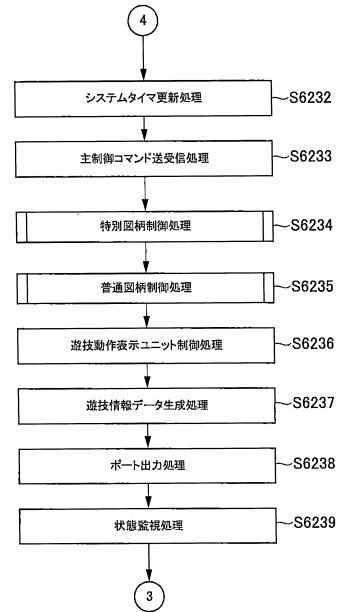 4
システムタイマ更新処理
S6232
主制御コマンド送受信処理
S6233
特別図柄制御処理
S6234
普通図柄制御処理
S6235
遊技動作表示ユニット制御処理
S6236
遊技情報データ生成処理
S6237
ポート出力処理
S6238
状態監視処理
S6239
3